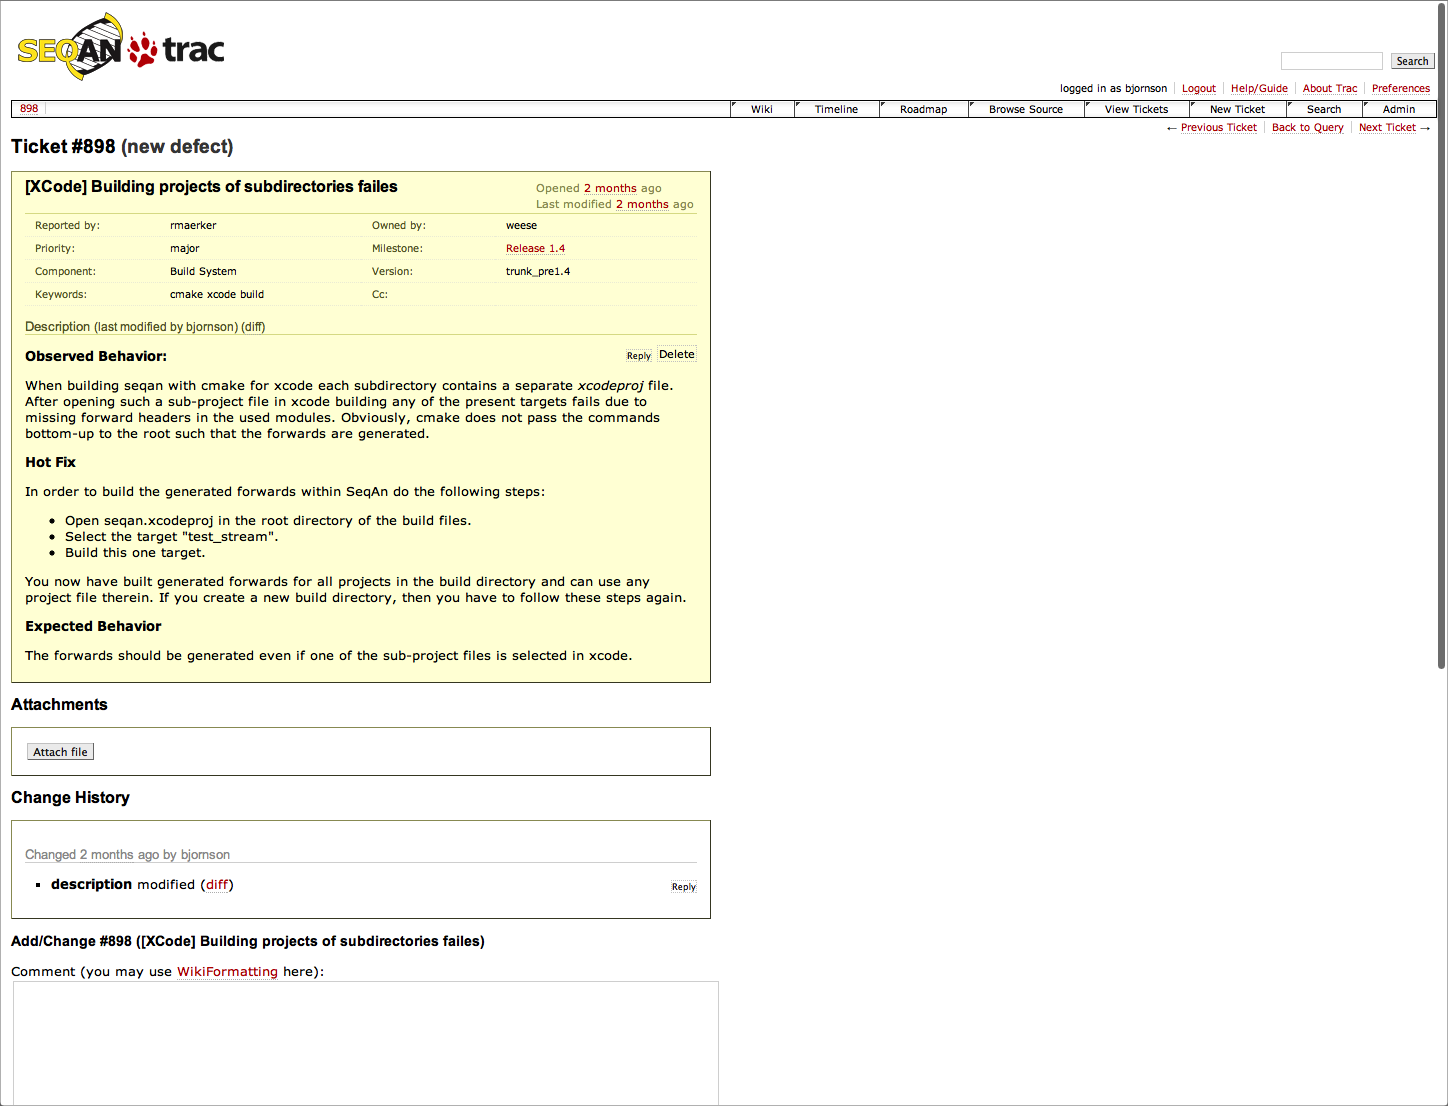 SEQAN trac
Search
logged in as bjornson Logout Help/Guide About Trac Preferences
898 Wiki Timeline Roadmap Browse Source View Tickets New Ticket Search Admin
← Previous Ticket Back to Query Next Ticket →
Ticket #898 (new defect)
[XCode] Building projects of subdirectories failes
Opened 2 months ago
Last modified 2 months ago
Reported by: rmaerker Owned by: weese
Priority: major Milestone: Release 1.4
Component: Build System Version: trunk_pre1.4
Keywords: cmake xcode build Cc:
Description (last modified by bjornson) (diff)
Observed Behavior: Reply Delete
When building seqan with cmake for xcode each subdirectory contains a separate xcodeproj file.
After opening such a sub-project file in xcode building any of the present targets fails due to
missing forward headers in the used modules. Obviously, cmake does not pass the commands
bottom-up to the root such that the forwards are generated.
Hot Fix
In order to build the generated forwards within SeqAn do the following steps:
• Open seqan.xcodeproj in the root directory of the build files.
• Select the target "test_stream".
• Build this one target.
You now have built generated forwards for all projects in the build directory and can use any
project file therein. If you create a new build directory, then you have to follow these steps again.
Expected Behavior
The forwards should be generated even if one of the sub-project files is selected in xcode.
Attachments
Attach file
Change History
Changed 2 months ago by bjornson
▪ description modified (diff) Reply
Add/Change #898 ([XCode] Building projects of subdirectories failes)
Comment (you may use WikiFormatting here):